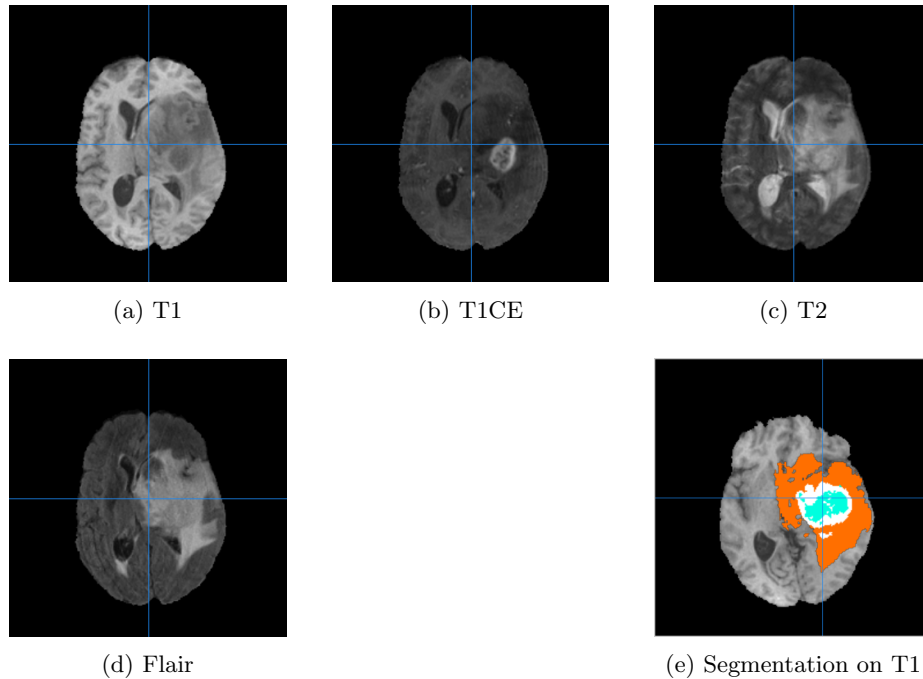 (a) T1
(b) T1CE
(c) T2
(d) Flair
(e) Segmentation on T1